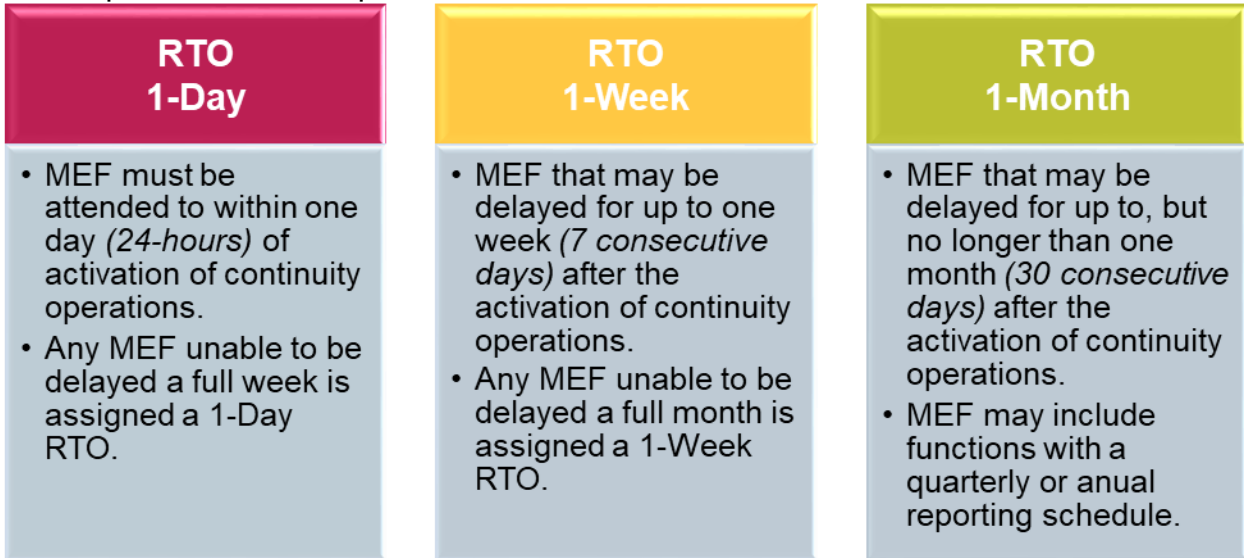 RTO
1-Day
• MEF must be
attended to within one
day (24-hours) of
activation of continuity
operations.
• Any MEF unable to be
delayed a full week is
assigned a 1-Day
RTO.
RTO
1-Week
• MEF that may be
delayed for up to one
week (7 consecutive
days) after the
activation of continuity
operations.
• Any MEF unable to be
delayed a full month is
assigned a 1-Week
RTO.
RTO
1-Month
• MEF that may be
delayed for up to, but
no longer than one
month (30 consecutive
days) after the
activation of continuity
operations.
• MEF may include
functions with a
quarterly or anual
reporting schedule.